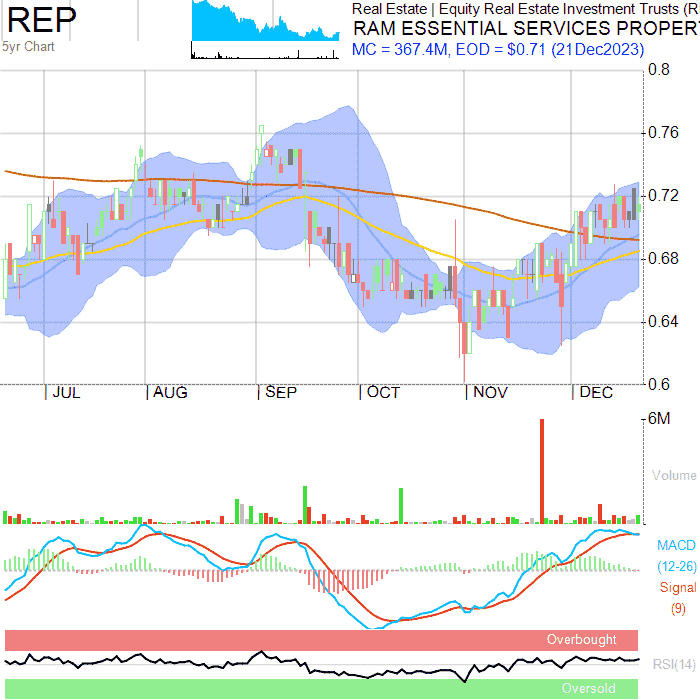 REP
5yr Chart
Real Estate | Equity Real Estate Investment Trusts (R
RAM ESSENTIAL SERVICES PROPER
MC = 367.4M, EOD = $0.71 (21Dec2023)
0.8
0.76
0.72
0.68
0.64
0.6
JUL AUG SEP OCT NOV DEC
6M
Volume
MACD
(12-26)
Signal
(9)
Overbought
RSI(14)
Oversold